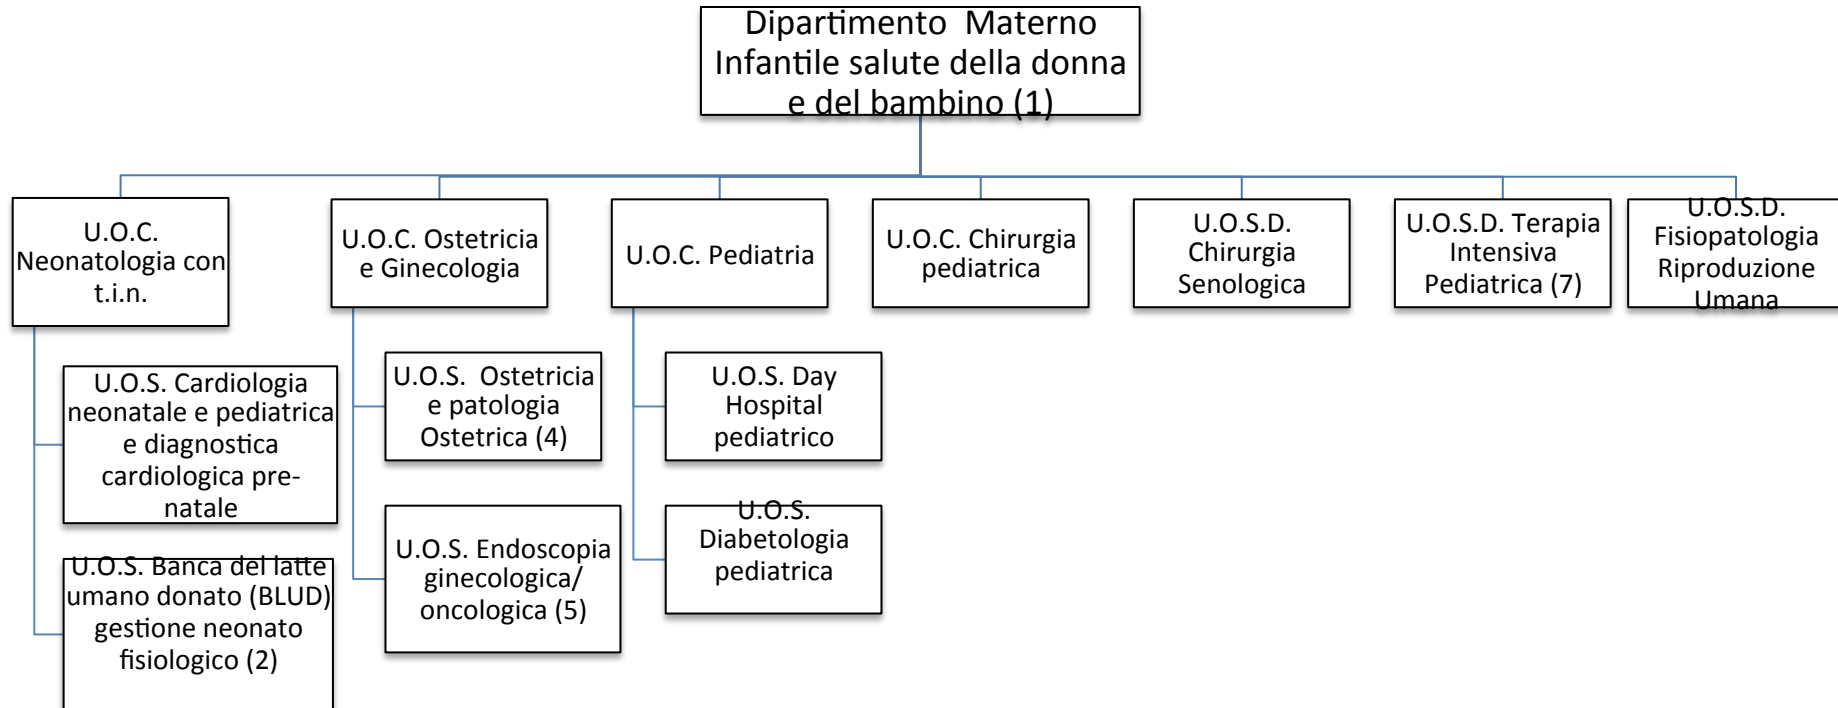 Dipartimento Materno
Infantile salute della donna
e del bambino (1)
U.O.C.
Neonatologia con
t.i.n.
U.O.C. Ostetricia
e Ginecologia
U.O.C. Pediatria
U.O.C. Chirurgia
pediatrica
U.O.S.D.
Chirurgia
Senologica
U.O.S.D. Terapia
Intensiva
Pediatrica (7)
U.O.S.D.
Fisiopatologia
Riproduzione
Umana
U.O.S. Cardiologia
neonatale e pediatrica
e diagnostica
cardiologica pre-
natale
U.O.S. Banca del latte
umano donato (BLUD)
gestione neonato
fisiologico (2)
U.O.S. Ostetricia
e patologia
Ostetrica (4)
U.O.S. Endoscopia
ginecologica/
oncologica (5)
U.O.S. Day
Hospital
pediatrico
U.O.S.
Diabetologia
pediatrica